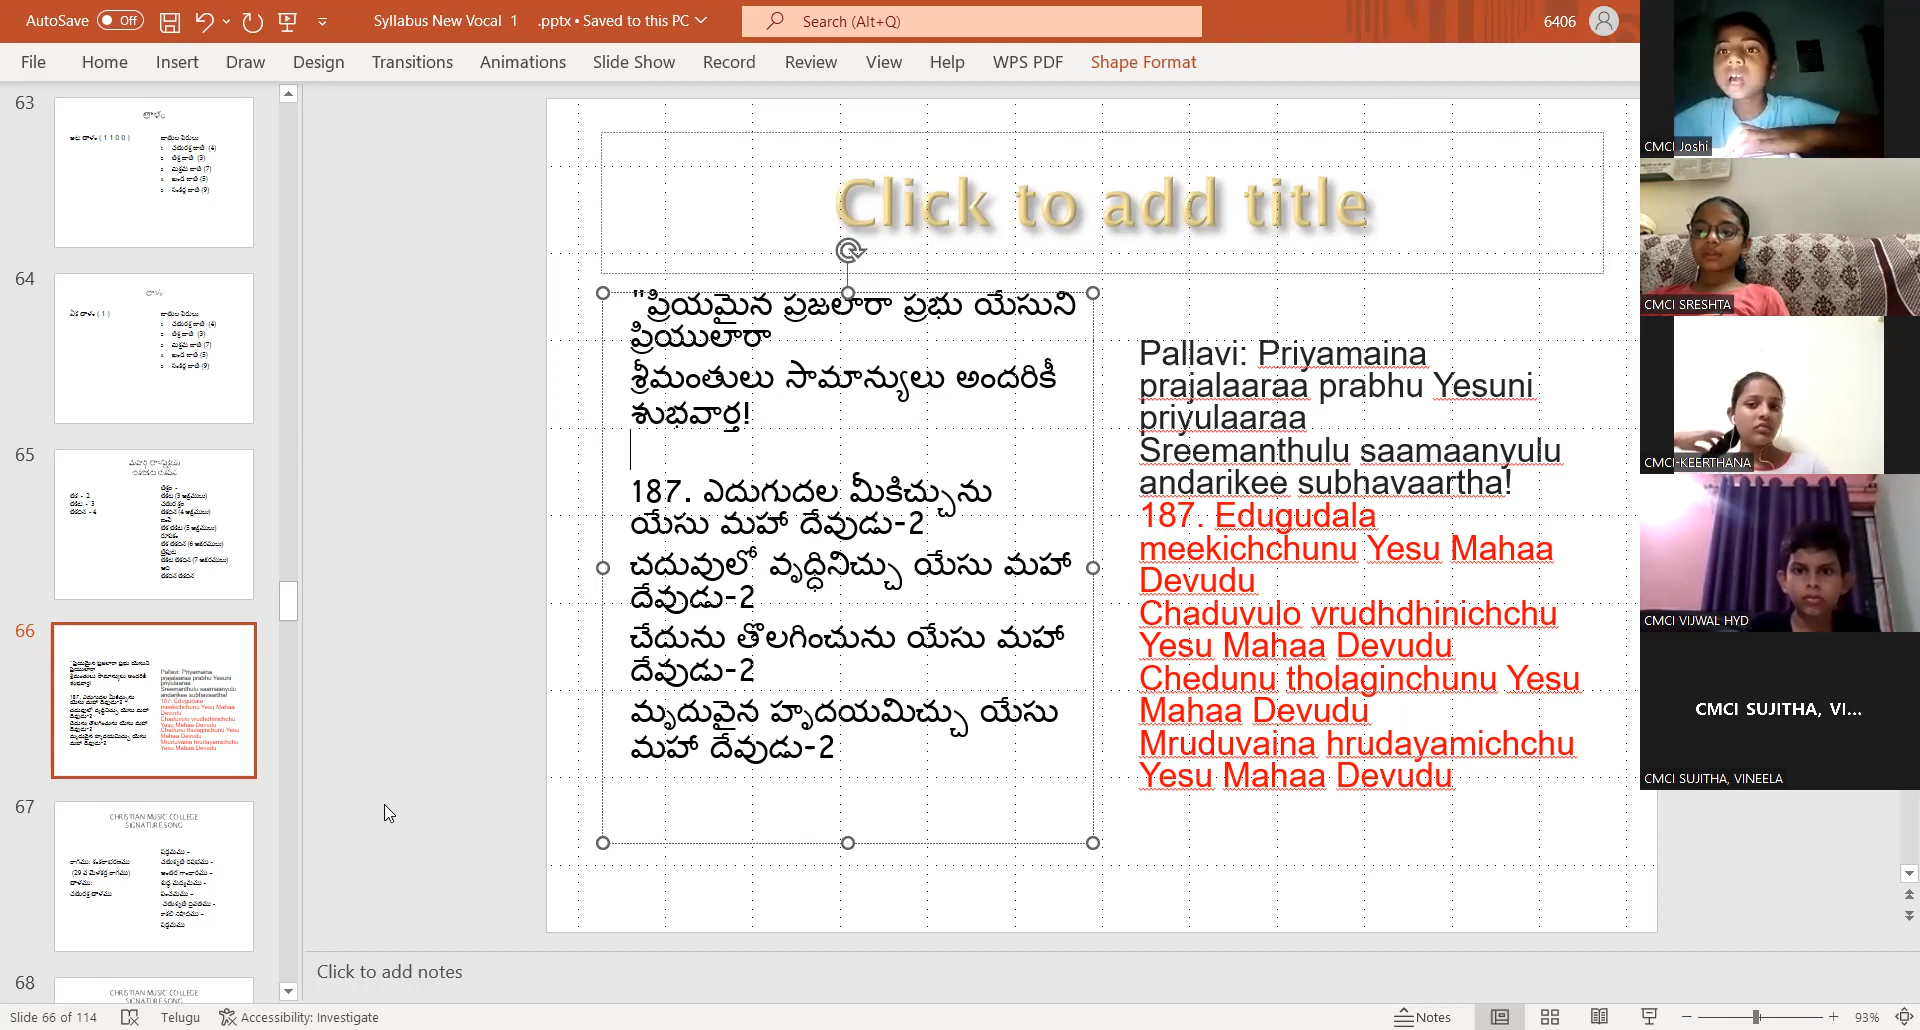 AutoSave Off Syllabus New Vocal 1 .pptx • Saved to this PC Search (Alt+Q) 6406
File Home Insert Draw Design Transitions Animations Slide Show Record Review View Help WPS PDF Shape Format
63
తాళం
64
65
66
67
CHRISTIAN MUSIC COLLEGE
SIGNATURE SONG
68
CHRISTIAN MUSIC COLLEGE
SIGNATURE SONG
Click to add title
"ప్రియమైన ప్రజలారా ప్రభు యేసుని
ప్రియులారా
శ్రీమంతులు సామాన్యులు అందరికీ
శుభవార్త!
187. ఎదుగుదల మీకిచ్చును
యేసు మహా దేవుడు-2
చదువులో వృధ్ధినిచ్చు యేసు మహా
దేవుడు-2
చేదును తొలగించును యేసు మహా
దేవుడు-2
మృదువైన హృదయమిచ్చు యేసు
మహా దేవుడు-2
Pallavi: Priyamaina
prajalaaraa prabhu Yesuni
priyulaaraa
Sreemanthulu saamaanyulu
andarikee subhavaartha!
187. Edugudala
meekichchunu Yesu Mahaa
Devudu
Chaduvulo vrudhdhinichchu
Yesu Mahaa Devudu
Chedunu tholaginchunu Yesu
Mahaa Devudu
Mruduvaina hrudayamichchu
Yesu Mahaa Devudu
CMCI Joshi
CMCI SRESHTA
CMCI-KEERTHANA
CMCI VIJWAL HYD
CMCI SUJITHA, VI...
CMCI SUJITHA, VINEELA
Click to add notes
Slide 66 of 114 Telugu Accessibility: Investigate Notes 93%